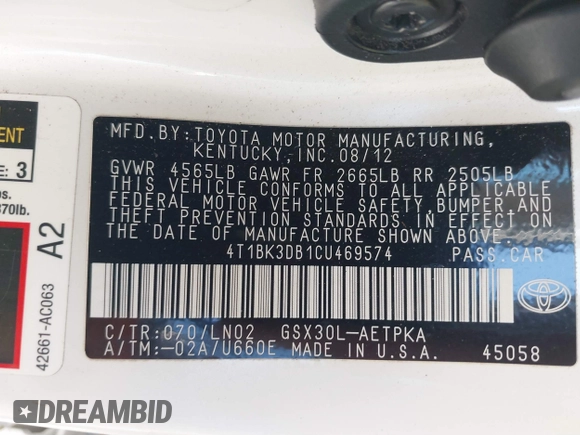 MFD.BY:TOYOTA MOTOR MANUFACTURING,
KENTUCKY,INC.08/12
GVWR 4565LB GAWR FR 2665LB RR 2505LB
THIS VEHICLE CONFORMS TO ALL APPLICABLE
FEDERAL MOTOR VEHICLE SAFETY, BUMPER AND
THEFT PREVENTION STANDARDS IN EFFECT ON
THE DATE OF MANUFACTURE SHOWN ABOVE.
4T1BK3DB1CU469574 PASS.CAR
C/TR:070/LN02 GSX30L-AETPKA
A/TM:-02A/U660E MADE IN U.S.A. 45058
TOYOTA
ENT
E: 3
os.
370lb.
A2
42661-AC063
DREAMBID